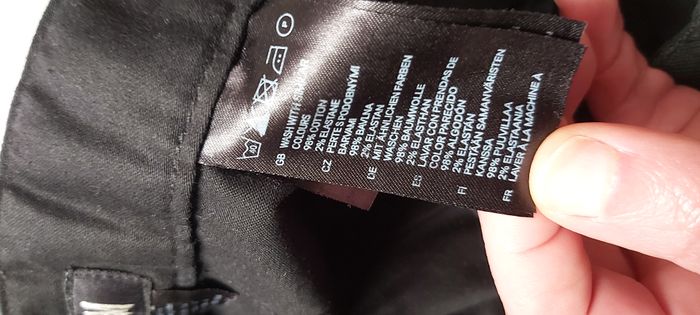 GB WASH WITH SIMILAR
COLOURS
98% COTTON
2% ELASTANE
CZ PERTE S PODOBNÝMI
BARVAMI
98% BAVLNA
2% ELASTAN
DE MIT ÄHNLICHEN FARBEN
WASCHEN
98% BAUMWOLLE
2% ELASTHAN
ES LAVAR CON PRENDAS DE
COLOR PARECIDO
98% ALGODÓN
2% ELASTÁN
FI PESTÄÄN SAMANVÄRISTEN
KANSSA
98% PUUVILLAA
2% ELASTAANIA
FR LAVER À LA MACHINE À
P